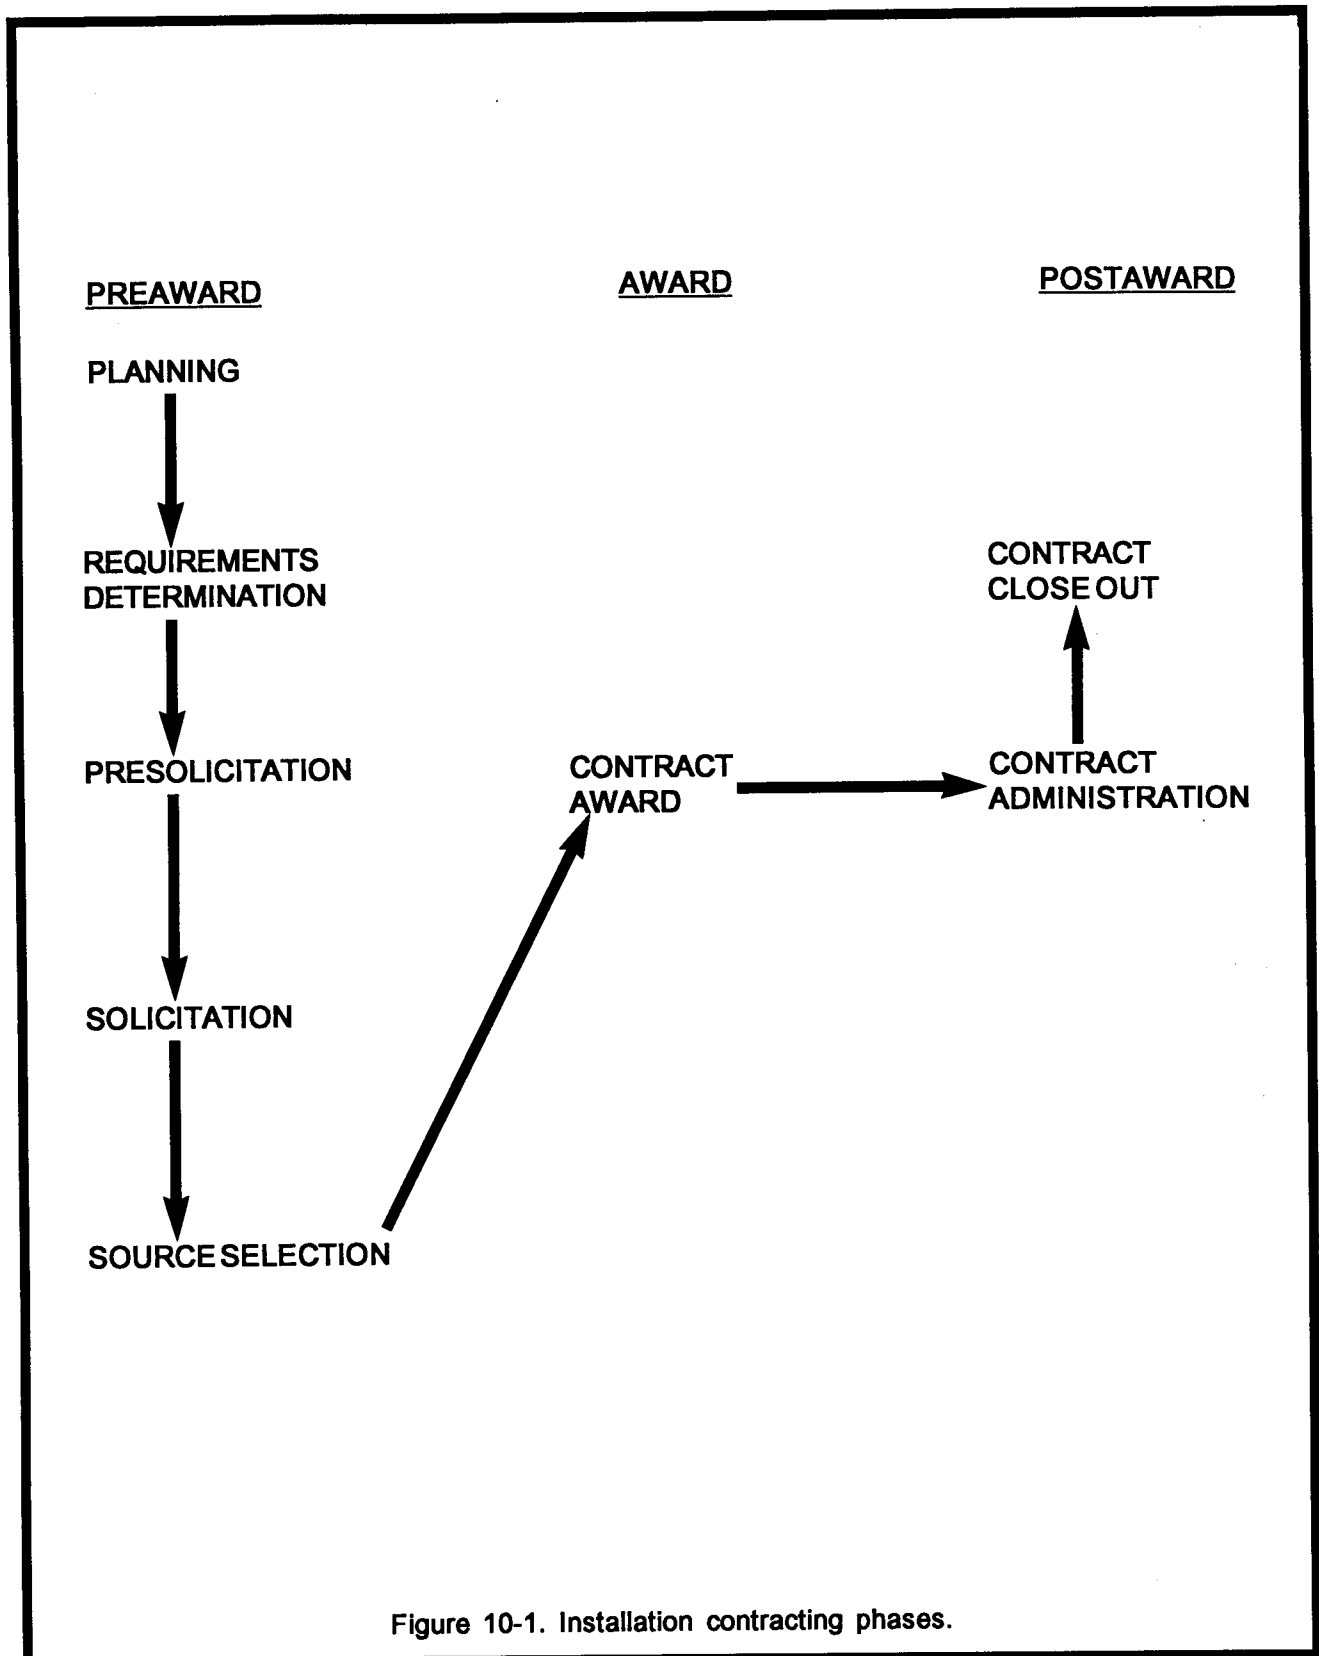 PREAWARD
AWARD
POSTAWARD
PLANNING
REQUIREMENTS
DETERMINATION
PRESOLICITATION
SOLICITATION
SOURCE SELECTION
CONTRACT
AWARD
CONTRACT
ADMINISTRATION
CONTRACT
CLOSE OUT
Figure 10-1. Installation contracting phases.